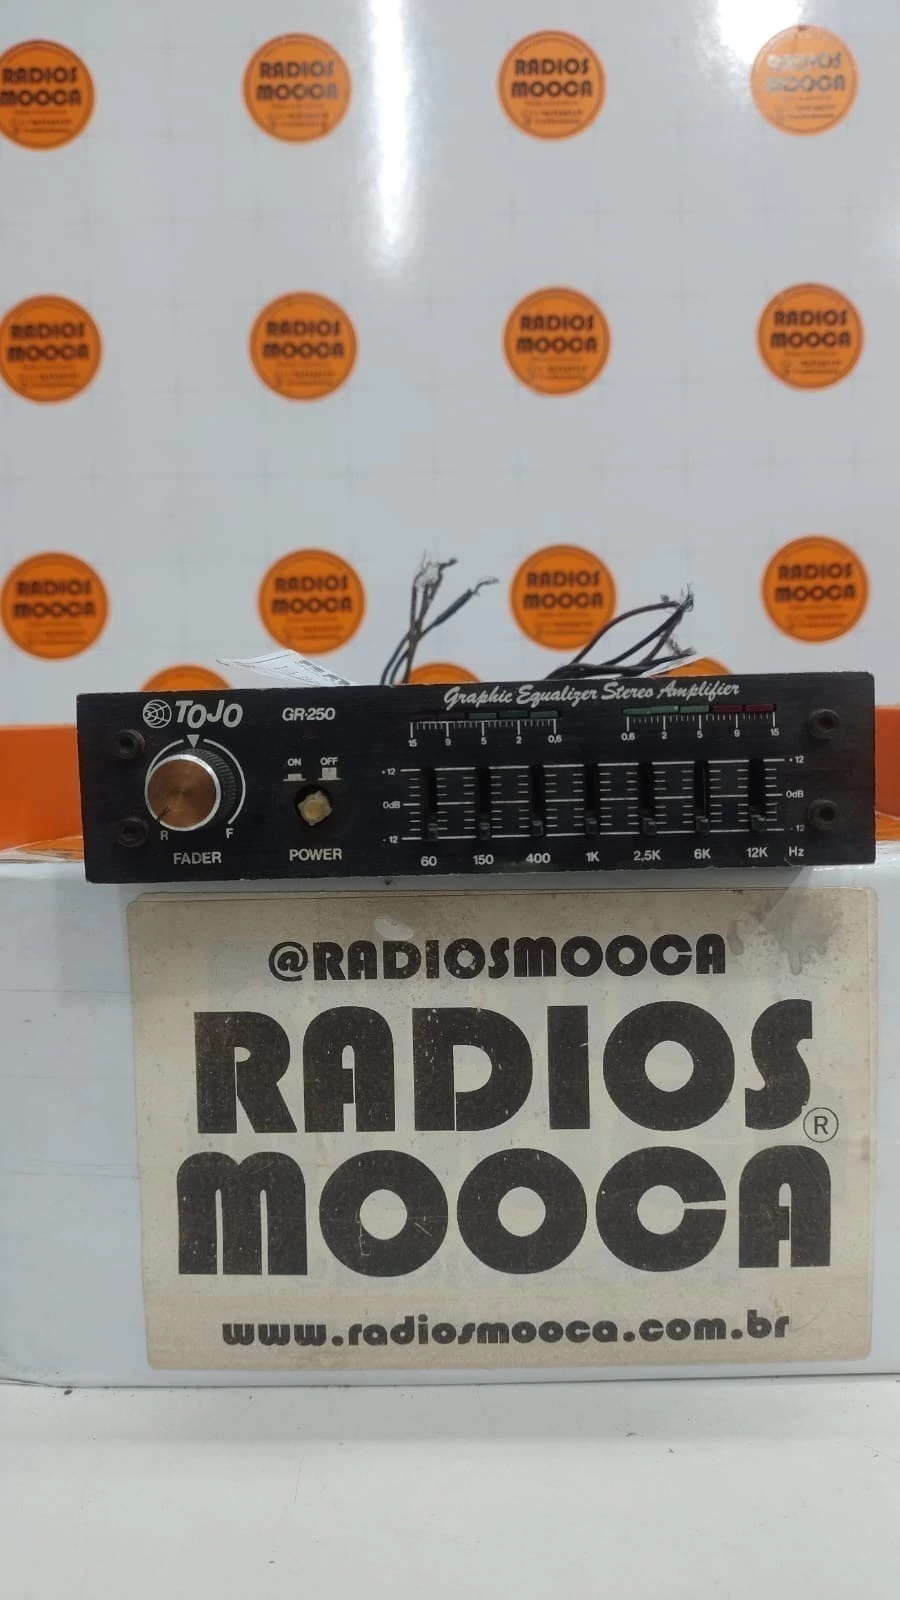 RADIOS
MOOCA
RADIOS
MOOCA
RADIOS
MOOCA
RADIOS
MOOCA
RADIOS
MOOCA
RADIOS
MOOCA
RADIOS
MOOCA
RADIOS
MOOCA
RADIOS
MOOCA
RADIOS
MOOCA
RADIOS
MOOCA
RADIOS
MOOCA
Graphic Equalizer Stereo Amplifier
TOJO
GR-250
15 9 5 2 0,6
0,6 2 5 9 15
ON OFF
+12 +12
0dB 0dB
-12 -12
R F
FADER
POWER
60 150 400 1K 2,5K 6K 12K Hz
@RADIOSMOOCA
RADIOS
MOOCA ®
www.radiosmooca.com.br